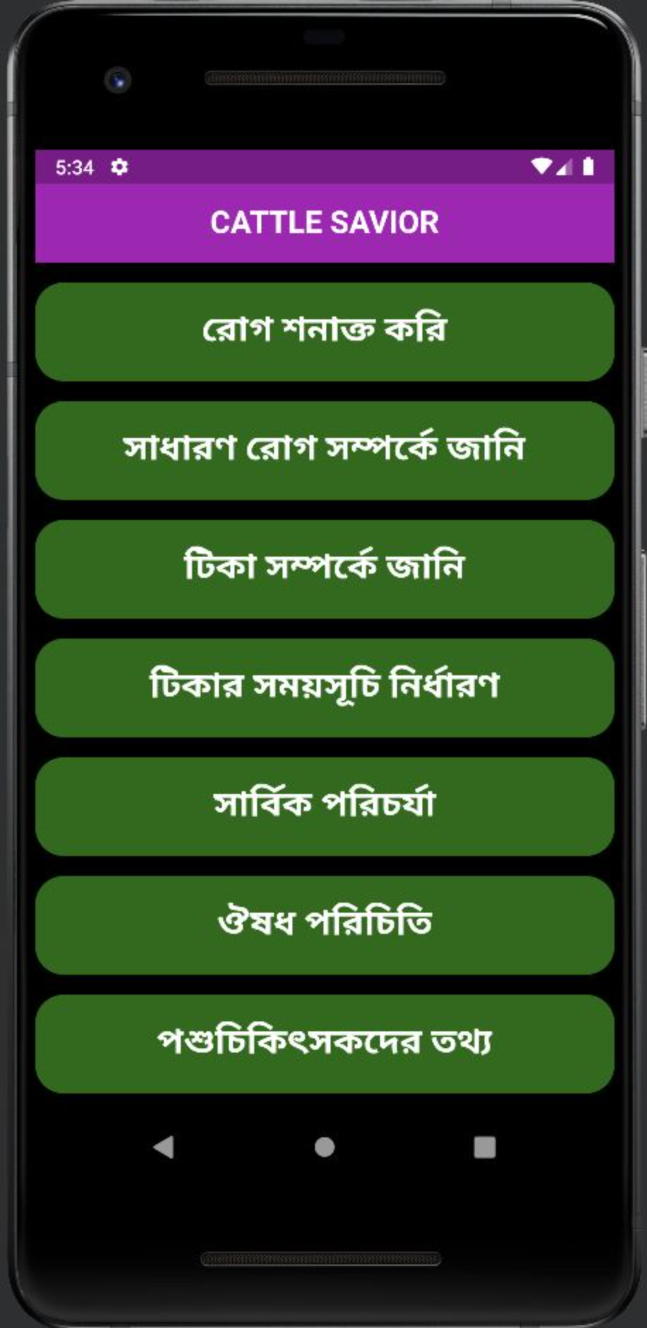 5:34
CATTLE SAVIOR
রোগ শনাক্ত করি
সাধারণ রোগ সম্পর্কে জানি
টিকা সম্পর্কে জানি
টিকার সময়সূচি নির্ধারণ
সার্বিক পরিচর্যা
ঔষধ পরিচিতি
পশুচিকিৎসকদের তথ্য